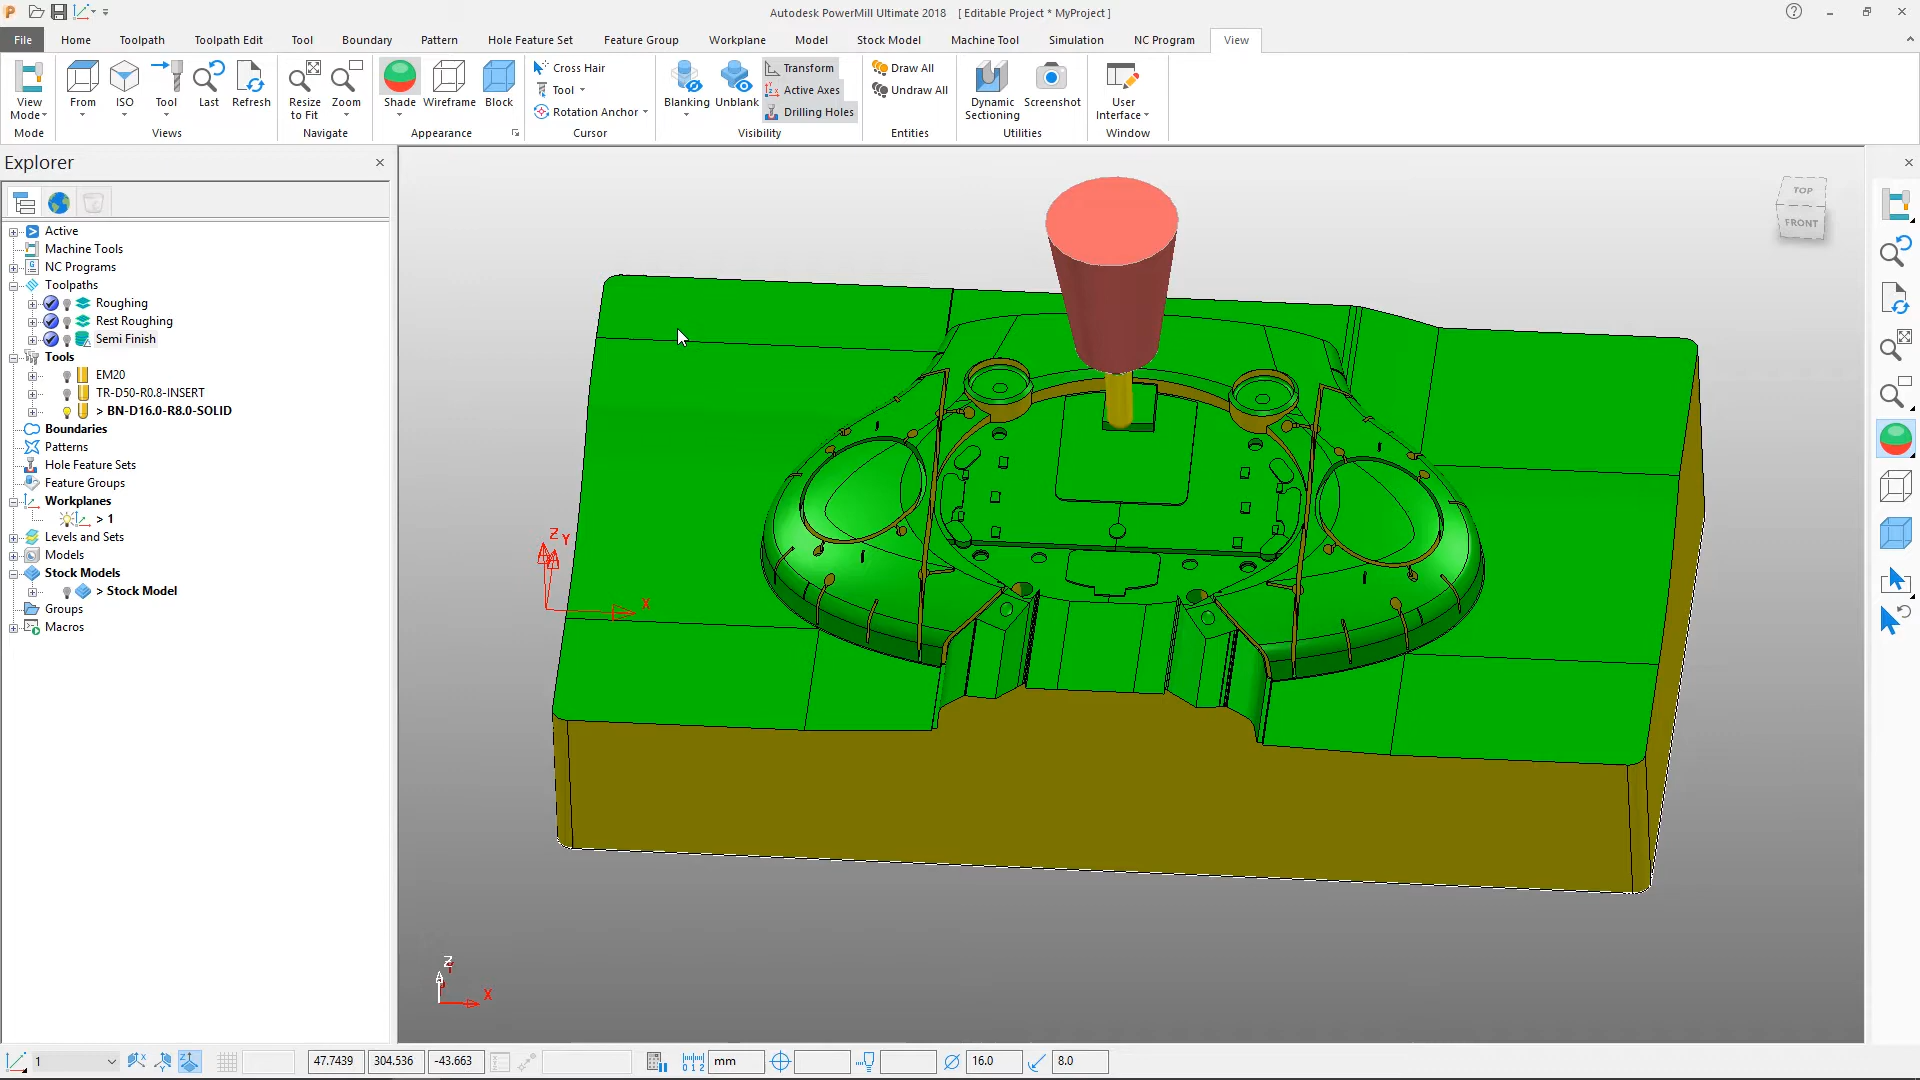 Autodesk PowerMill Ultimate 2018 [ Editable Project * MyProject ]
File Home Toolpath Toolpath Edit Tool Boundary Pattern Hole Feature Set Feature Group Workplane Model Stock Model Machine Tool Simulation NC Program View
View Mode
From
ISO
Tool
Last
Refresh
Resize to Fit
Zoom
Shade
Wireframe
Block
Cross Hair
Tool
Rotation Anchor
Blanking
Unblank
Transform
Active Axes
Drilling Holes
Draw All
Undraw All
Dynamic Sectioning
Screenshot
User Interface
Mode Views Navigate Appearance Cursor Visibility Entities Utilities Window
Explorer
Active
Machine Tools
NC Programs
Toolpaths
Roughing
Rest Roughing
Semi Finish
Tools
EM20
TR-D50-R0.8-INSERT
> BN-D16.0-R8.0-SOLID
Boundaries
Patterns
Hole Feature Sets
Feature Groups
Workplanes
> 1
Levels and Sets
Models
Stock Models
> Stock Model
Groups
Macros
TOP
FRONT
Z
Y
X
Z
Y
X
1 47.7439 304.536 -43.663 mm 16.0 8.0